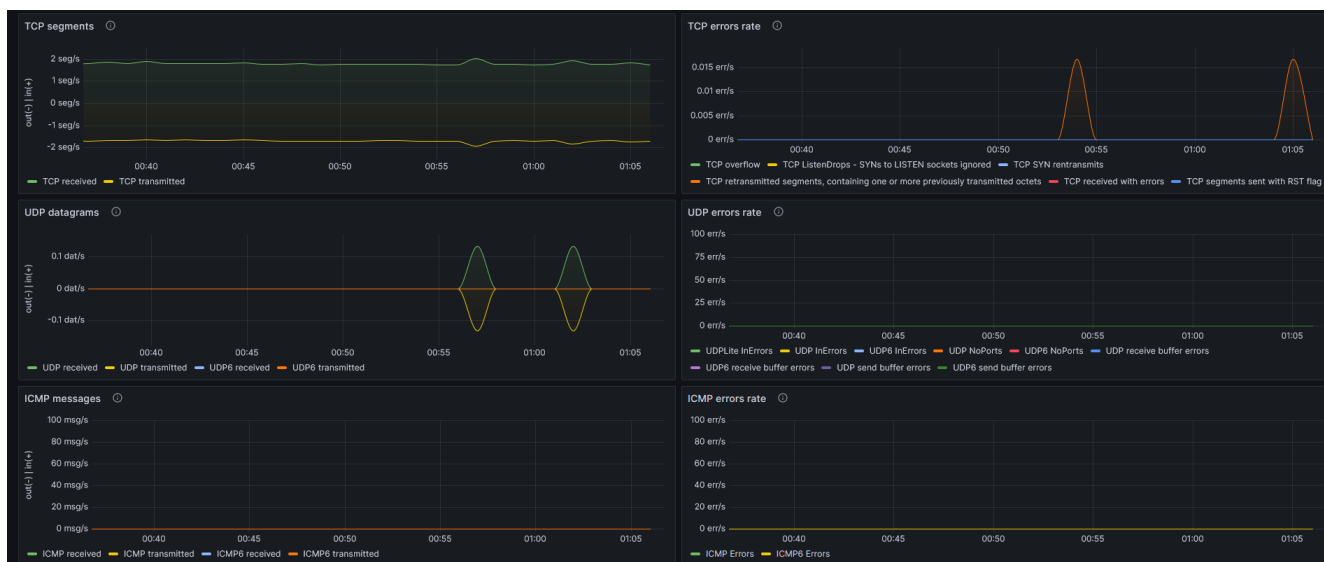 TCP segments
out(-) | in(+)
2 seg/s
1 seg/s
0 seg/s
-1 seg/s
-2 seg/s
00:40 00:45 00:50 00:55 01:00 01:05
TCP received TCP transmitted
TCP errors rate
0.015 err/s
0.01 err/s
0.005 err/s
0 err/s
00:40 00:45 00:50 00:55 01:00 01:05
TCP overflow TCP ListenDrops - SYNs to LISTEN sockets ignored TCP SYN rentransmits
TCP retransmitted segments, containing one or more previously transmitted octets TCP received with errors TCP segments sent with RST flag
UDP datagrams
out(-) | in(+)
0.1 dat/s
0 dat/s
-0.1 dat/s
00:40 00:45 00:50 00:55 01:00 01:05
UDP received UDP transmitted UDP6 received UDP6 transmitted
UDP errors rate
100 err/s
75 err/s
50 err/s
25 err/s
0 err/s
00:40 00:45 00:50 00:55 01:00 01:05
UDPLite InErrors UDP InErrors UDP6 InErrors UDP NoPorts UDP6 NoPorts UDP receive buffer errors
UDP6 receive buffer errors UDP send buffer errors UDP6 send buffer errors
ICMP messages
out(-) | in(+)
100 msg/s
80 msg/s
60 msg/s
40 msg/s
20 msg/s
0 msg/s
00:40 00:45 00:50 00:55 01:00 01:05
ICMP received ICMP transmitted ICMP6 received ICMP6 transmitted
ICMP errors rate
100 err/s
80 err/s
60 err/s
40 err/s
20 err/s
0 err/s
00:40 00:45 00:50 00:55 01:00 01:05
ICMP Errors ICMP6 Errors